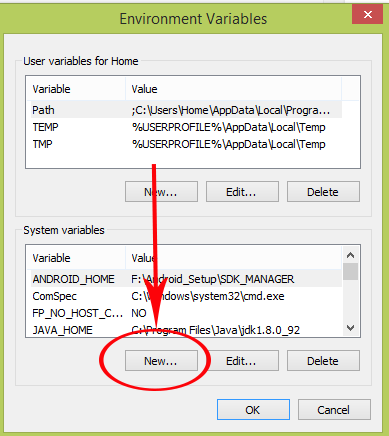 Environment Variables
User variables for Home
Variable Value
Path ;C:\Users\Home\AppData\Local\Progra...
TEMP %USERPROFILE%\AppData\Local\Temp
TMP %USERPROFILE%\AppData\Local\Temp
New... Edit... Delete
System variables
Variable Value
ANDROID_HOME F:\Android_Setup\SDK_MANAGER
ComSpec C:\Windows\system32\cmd.exe
FP_NO_HOST_C... NO
JAVA_HOME C:\Program Files\Java\jdk1.8.0_92
New... Edit... Delete
OK Cancel